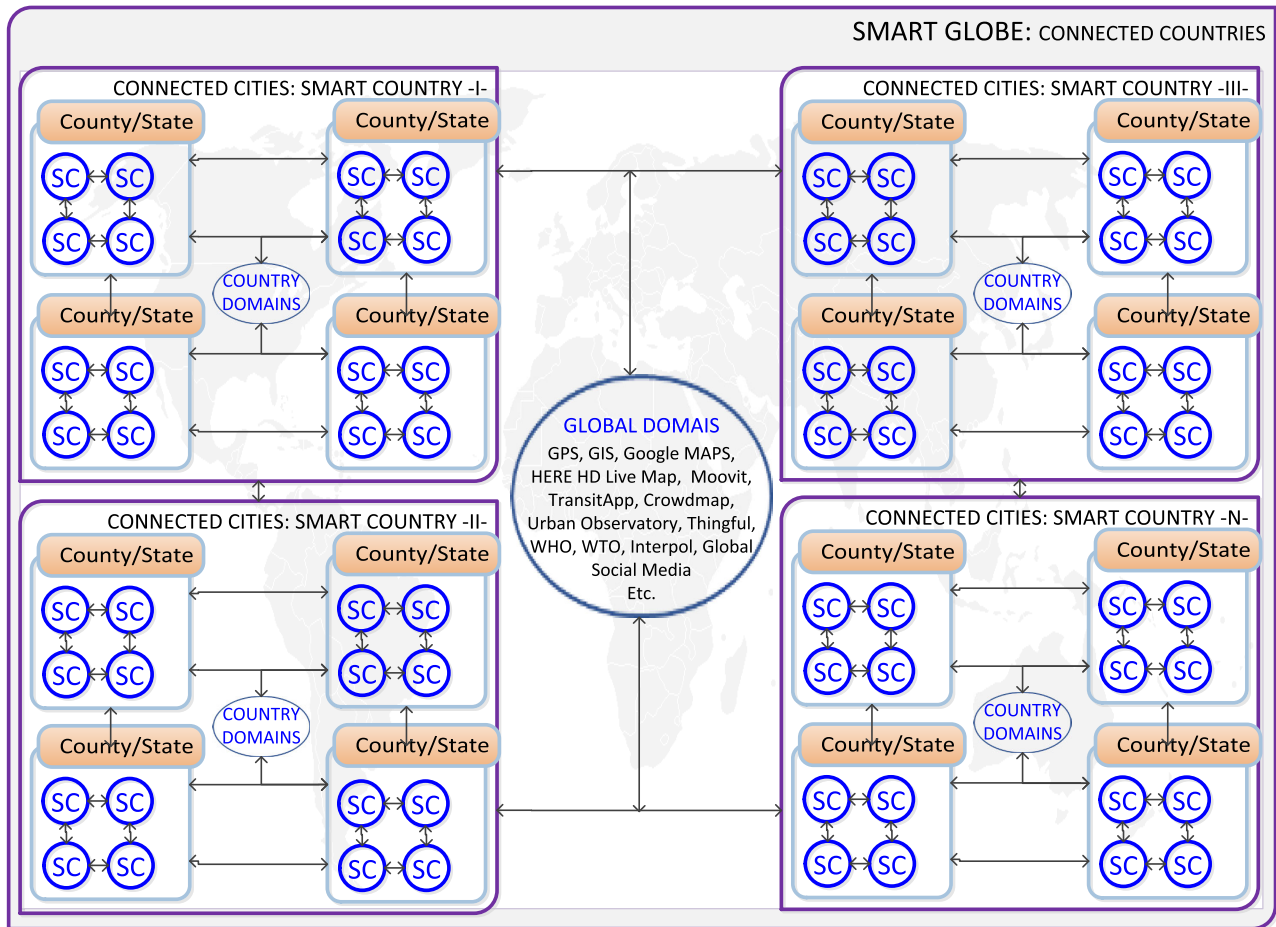 SMART GLOBE: CONNECTED COUNTRIES
CONNECTED CITIES: SMART COUNTRY -I-
County/State
County/State
SC SC
SC SC
SC SC
SC SC
COUNTRY
DOMAINS
County/State
County/State
SC SC
SC SC
SC SC
SC SC
CONNECTED CITIES: SMART COUNTRY -III-
County/State
County/State
SC SC
SC SC
SC SC
SC SC
COUNTRY
DOMAINS
County/State
County/State
SC SC
SC SC
SC SC
SC SC
GLOBAL DOMAIS
GPS, GIS, Google MAPS,
HERE HD Live Map, Moovit,
TransitApp, Crowdmap,
Urban Observatory, Thingful,
WHO, WTO, Interpol, Global
Social Media
Etc.
CONNECTED CITIES: SMART COUNTRY -II-
County/State
County/State
SC SC
SC SC
SC SC
SC SC
COUNTRY
DOMAINS
County/State
County/State
SC SC
SC SC
SC SC
SC SC
CONNECTED CITIES: SMART COUNTRY -N-
County/State
County/State
SC SC
SC SC
SC SC
SC SC
COUNTRY
DOMAINS
County/State
County/State
SC SC
SC SC
SC SC
SC SC